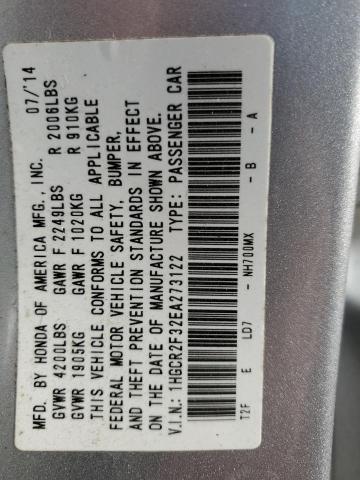 MFD. BY HONDA OF AMERICA MFG., INC. 07/'14
GVWR 4200LBS GAWR F 2249LBS R 2006LBS
GVWR 1905KG GAWR F 1020KG R 910KG
THIS VEHICLE CONFORMS TO ALL APPLICABLE
FEDERAL MOTOR VEHICLE SAFETY, BUMPER,
AND THEFT PREVENTION STANDARDS IN EFFECT
ON THE DATE OF MANUFACTURE SHOWN ABOVE.
V.I.N.: 1HGCR2F32EA273122 TYPE: PASSENGER CAR
T2F E LD7 - NH700MX - B - A